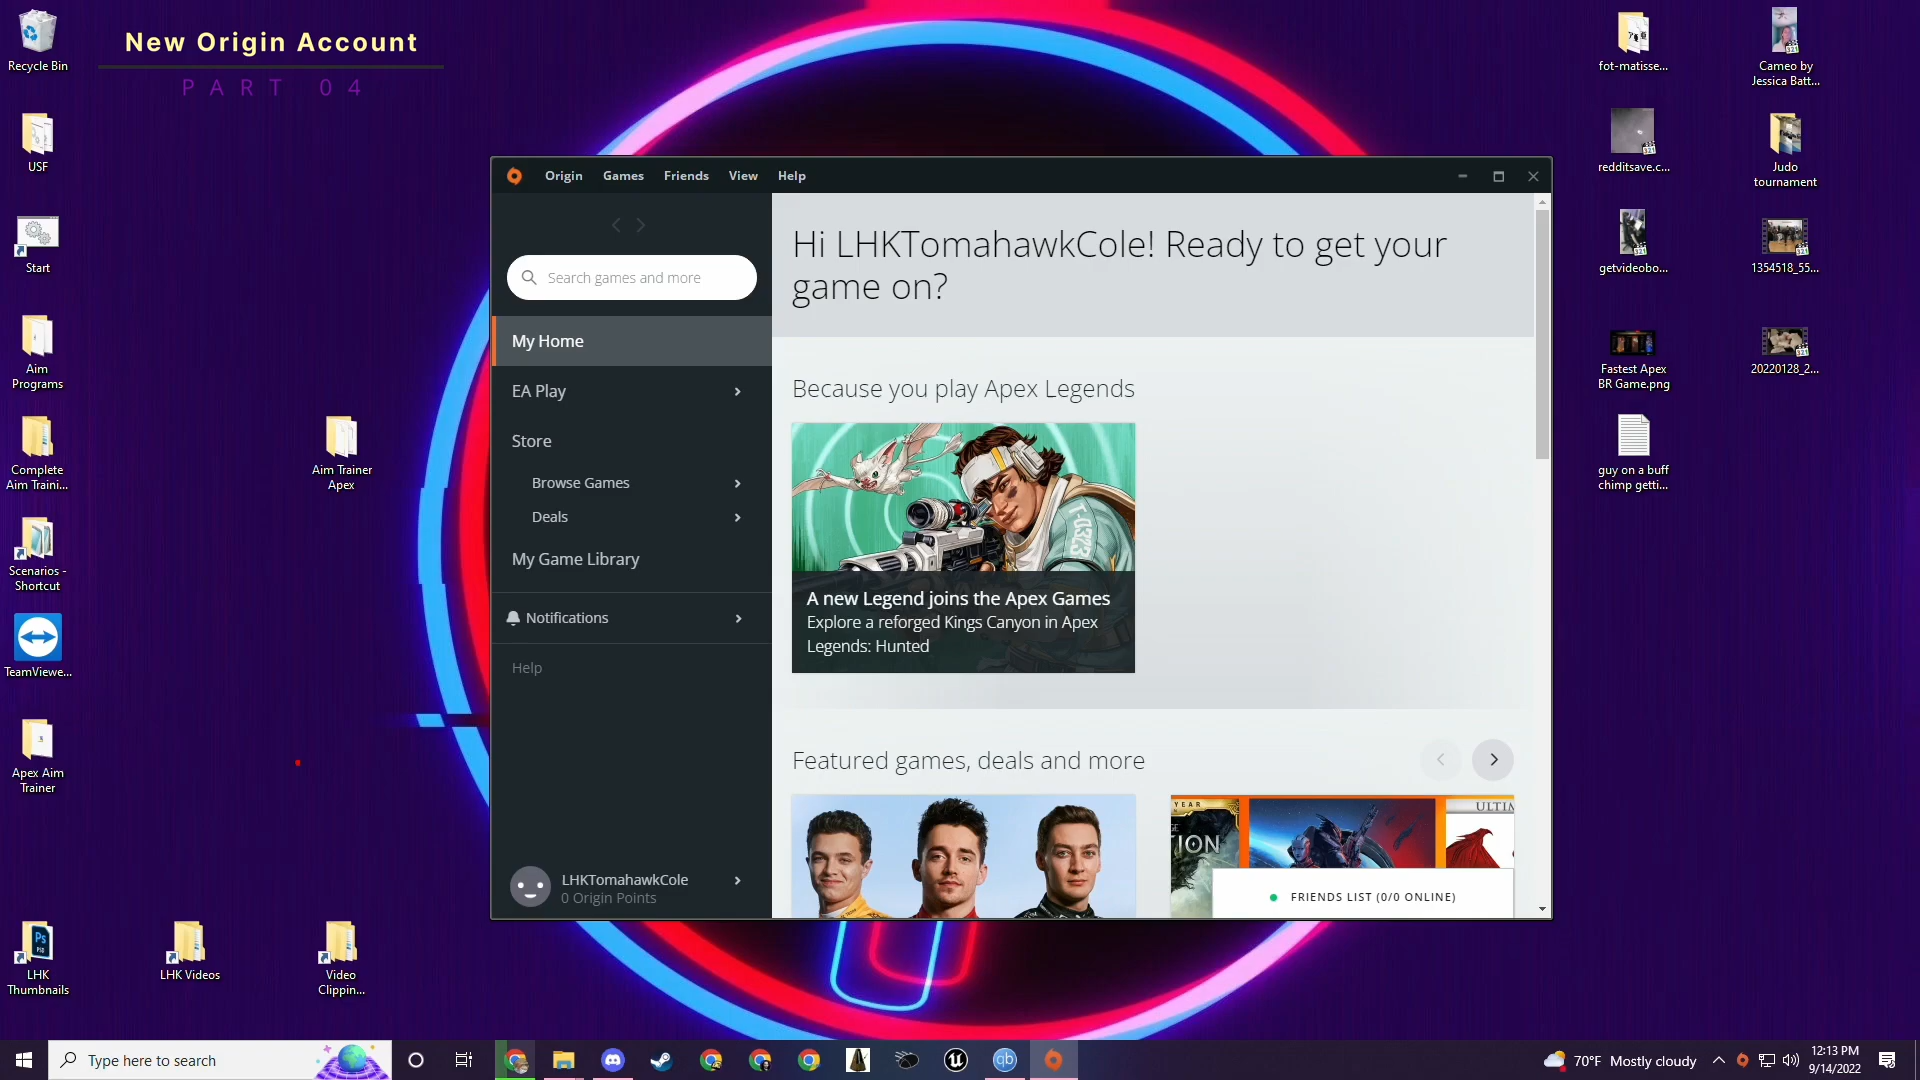 New Origin Account
PART 04
Recycle Bin
USF
Start
Aim
Programs
Complete
Aim Traini...
Scenarios -
Shortcut
TeamViewe...
Apex Aim
Trainer
LHK
Thumbnails
LHK Videos
Video
Clippin...
Aim Trainer
Apex
Origin
Games
Friends
View
Help
Search games and more
My Home
EA Play
Store
Browse Games
Deals
My Game Library
Notifications
Help
LHKTomahawkCole
0 Origin Points
Hi LHKTomahawkCole! Ready to get your
game on?
Because you play Apex Legends
T-0323
A new Legend joins the Apex Games
Explore a reforged Kings Canyon in Apex
Legends: Hunted
Featured games, deals and more
YEAR
ION
ULTIM
FRIENDS LIST (0/0 ONLINE)
fot-matisse...
Cameo by
Jessica Batt...
redditsave.c...
Judo
tournament
getvideobo...
1354518_55...
Fastest Apex
BR Game.png
20220128_2...
guy on a buff
chimp getti...
Type here to search
70°F Mostly cloudy
12:13 PM
9/14/2022